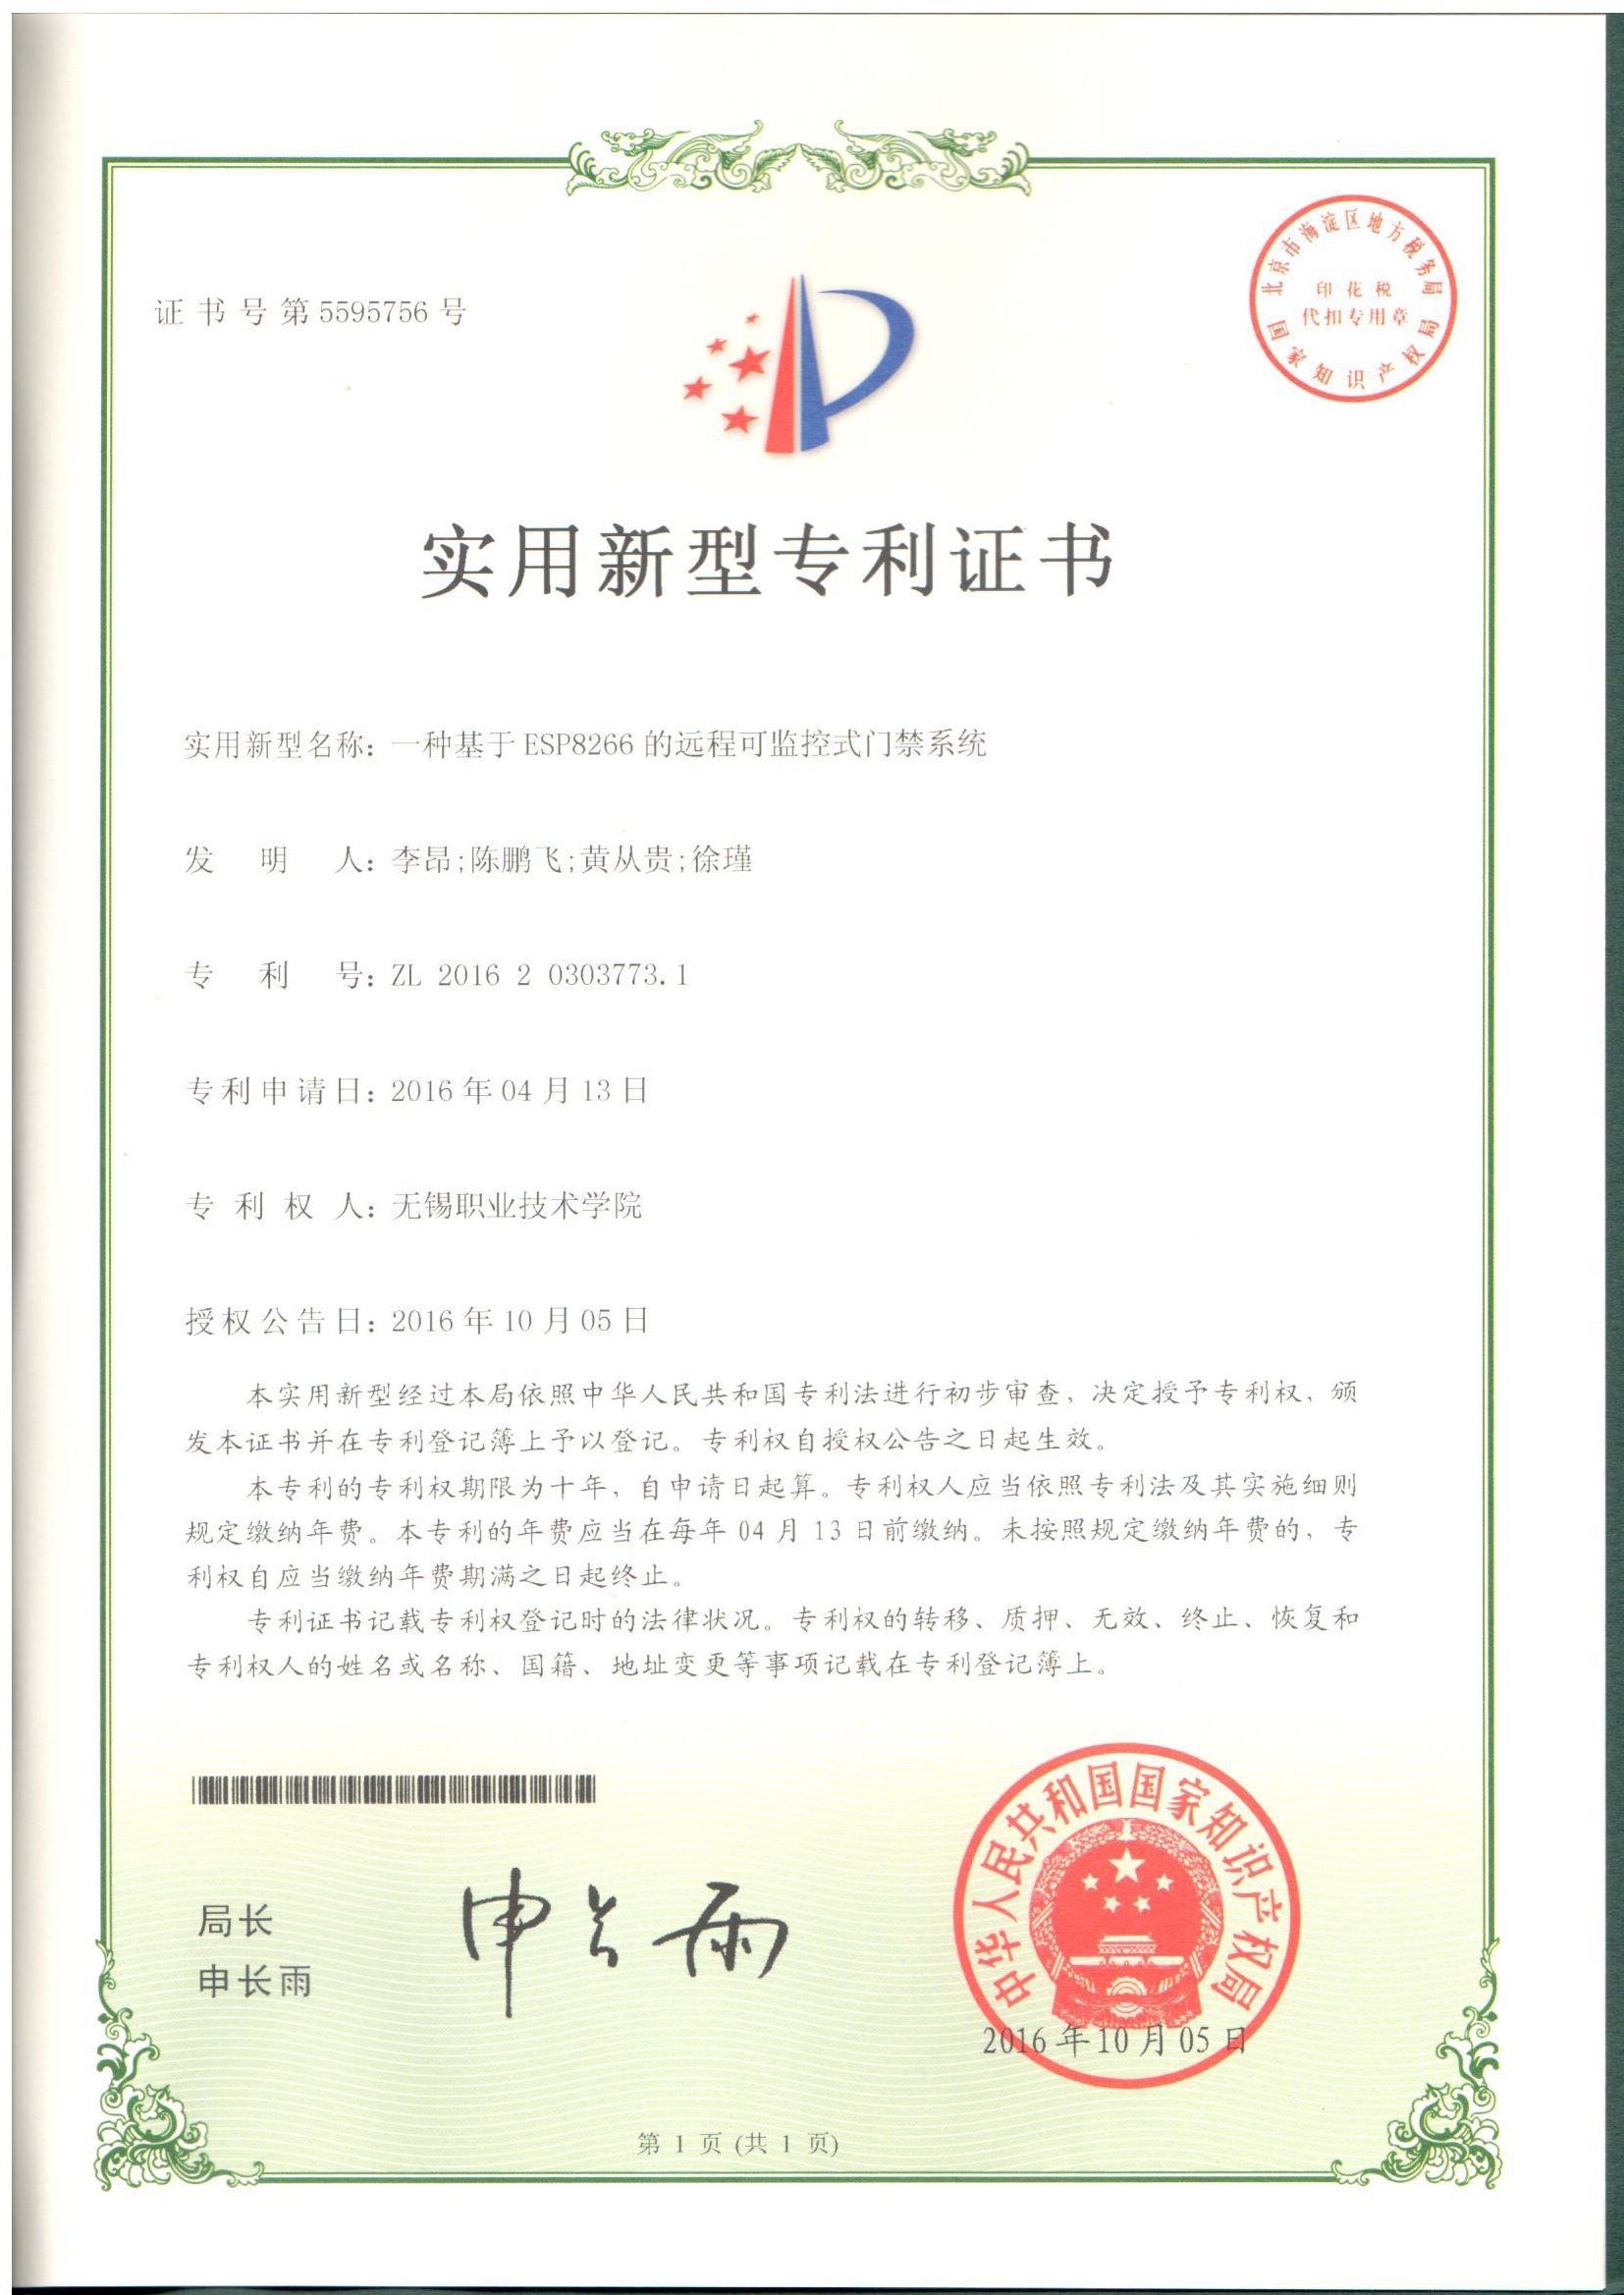 证书号第5595756号
北京市海淀区地方税务局
印花税
代扣专用章
国家知识产权局
实用新型专利证书
实用新型名称：一种基于 ESP8266 的远程可监控式门禁系统
发明人：李昂;陈鹏飞;黄从贵;徐瑾
专利号：ZL 2016 2 0303773.1
专利申请日：2016年04月13日
专利权人：无锡职业技术学院
授权公告日：2016年10月05日
本实用新型经过本局依照中华人民共和国专利法进行初步审查，决定授予专利权，颁
发本证书并在专利登记簿上予以登记。专利权自授权公告之日起生效。
本专利的专利权期限为十年，自申请日起算。专利权人应当依照专利法及其实施细则
规定缴纳年费。本专利的年费应当在每年04月13日前缴纳。未按照规定缴纳年费的，专
利权自应当缴纳年费期满之日起终止。
专利证书记载专利权登记时的法律状况。专利权的转移、质押、无效、终止、恢复和
专利权人的姓名或名称、国籍、地址变更等事项记载在专利登记簿上。
局长
申长雨
申长雨
中华人民共和国国家知识产权局
2016年10月05日
第1页(共1页)